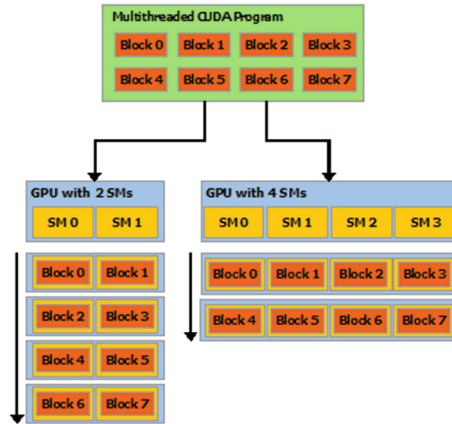 Multithreaded CUDA Program
Block 0 Block 1 Block 2 Block 3
Block 4 Block 5 Block 6 Block 7
GPU with 2 SMs
SM 0 SM 1
Block 0 Block 1
Block 2 Block 3
Block 4 Block 5
Block 6 Block 7
GPU with 4 SMs
SM 0 SM 1 SM 2 SM 3
Block 0 Block 1 Block 2 Block 3
Block 4 Block 5 Block 6 Block 7